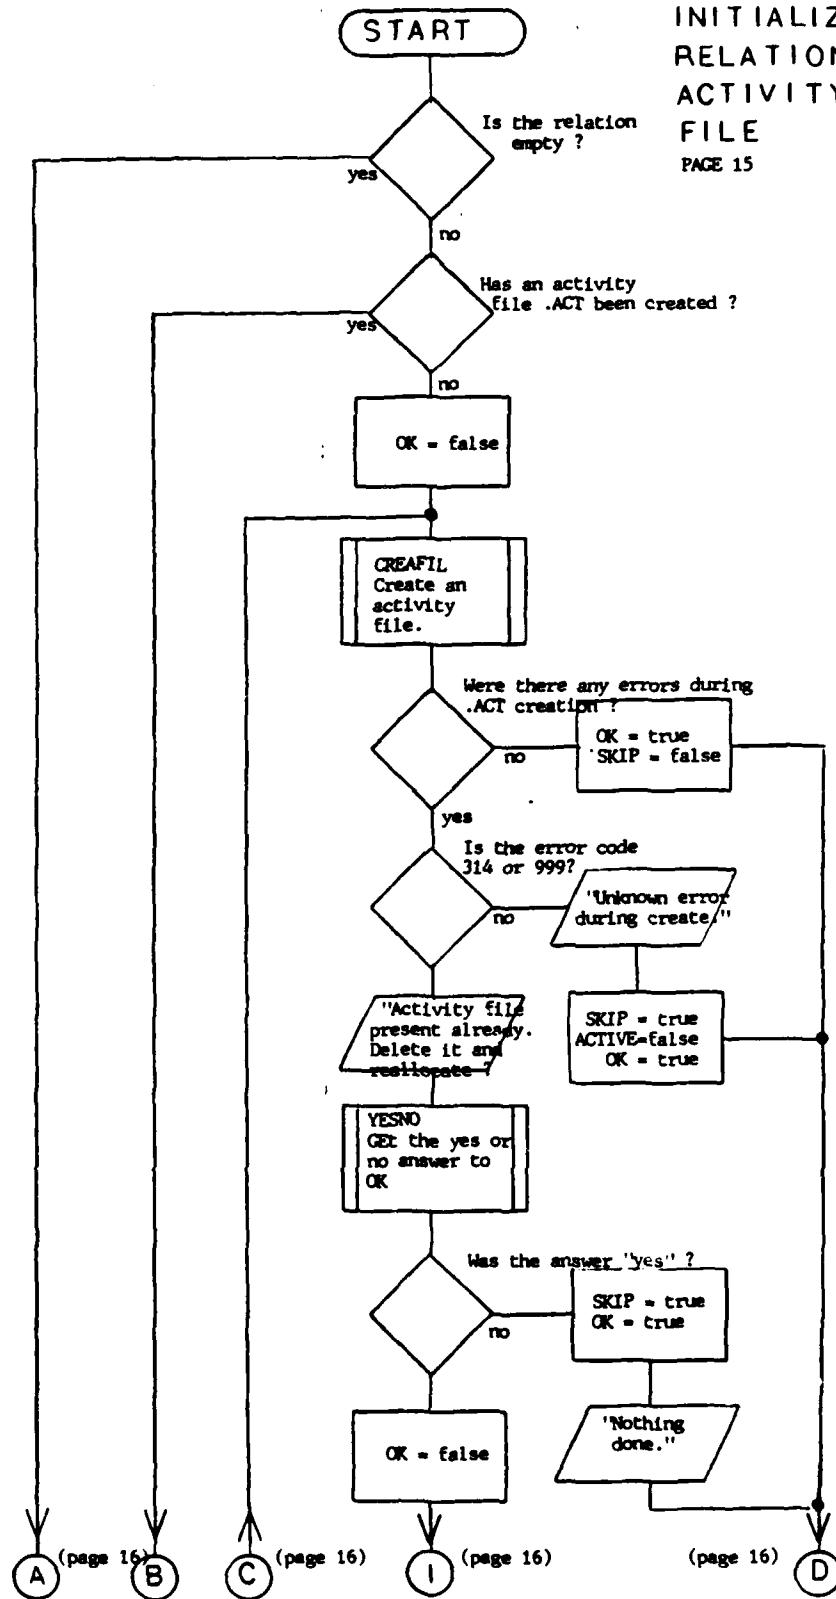 START
INITIALIZ
RELATION
ACTIVITY
FILE
PAGE 15
Is the relation
empty ?
yes
no
Has an activity
file .ACT been created ?
yes
no
OK = false
CREAFIL
Create an
activity
file.
Were there any errors during
.ACT creation ?
OK = true
SKIP = false
no
yes
Is the error code
314 or 999?
"Unknown error
during create."
no
"Activity file
present already.
Delete it and
reallocate ?
SKIP = true
ACTIVE=false
OK = true
YESNO
GEt the yes or
no answer to
OK
Was the answer "yes" ?
SKIP = true
OK = true
no
"Nothing
done."
OK = false
A (page 16) B C (page 16) I (page 16) (page 16) D